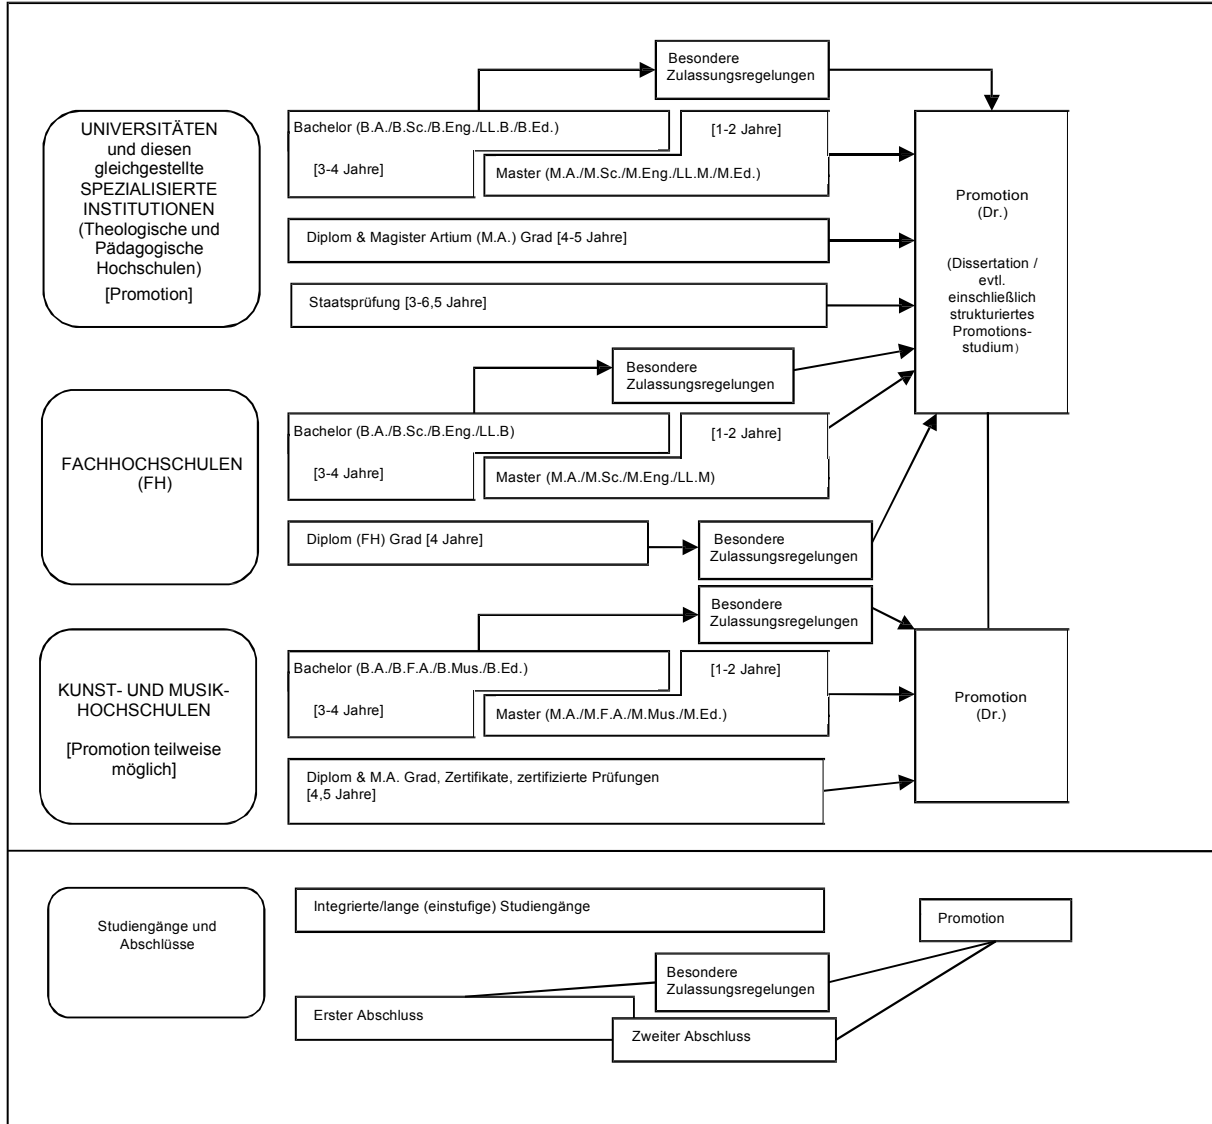 Besondere
Zulassungsregelungen
UNIVERSITÄTEN
und diesen
gleichgestellte
SPEZIALISIERTE
INSTITUTIONEN
(Theologische und
Pädagogische
Hochschulen)
[Promotion]
Bachelor (B.A./B.Sc./B.Eng./LL.B./B.Ed.)
[1-2 Jahre]
[3-4 Jahre]
Master (M.A./M.Sc./M.Eng./LL.M./M.Ed.)
Diplom & Magister Artium (M.A.) Grad [4-5 Jahre]
Staatsprüfung [3-6,5 Jahre]
Promotion
(Dr.)
(Dissertation /
evtl.
einschließlich
strukturiertes
Promotions-
studium)
Besondere
Zulassungsregelungen
FACHHOCHSCHULEN
(FH)
Bachelor (B.A./B.Sc./B.Eng./LL.B)
[1-2 Jahre]
[3-4 Jahre]
Master (M.A./M.Sc./M.Eng./LL.M)
Diplom (FH) Grad [4 Jahre]
Besondere
Zulassungsregelungen
Besondere
Zulassungsregelungen
KUNST- UND MUSIK-
HOCHSCHULEN
[Promotion teilweise
möglich]
Bachelor (B.A./B.F.A./B.Mus./B.Ed.)
[1-2 Jahre]
[3-4 Jahre]
Master (M.A./M.F.A./M.Mus./M.Ed.)
Diplom & M.A. Grad, Zertifikate, zertifizierte Prüfungen
[4,5 Jahre]
Promotion
(Dr.)
Studiengänge und
Abschlüsse
Integrierte/lange (einstufige) Studiengänge
Promotion
Besondere
Zulassungsregelungen
Erster Abschluss
Zweiter Abschluss